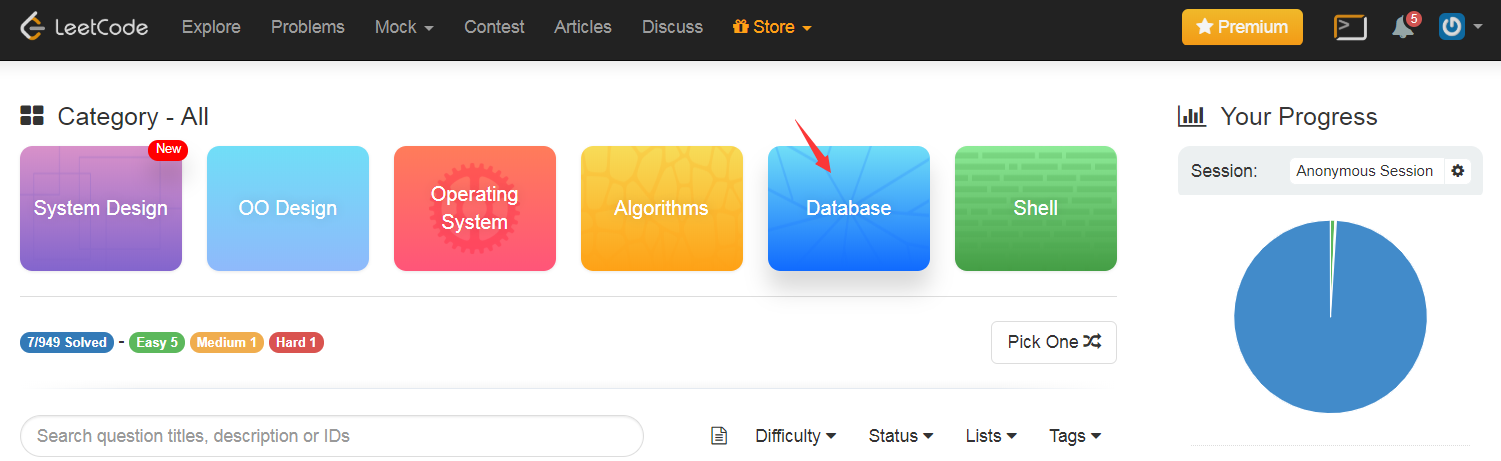 LeetCode Explore Problems Mock Contest Articles Discuss Store Premium 5
Category - All
New
System Design
OO Design
Operating
System
Algorithms
Database
Shell
7/949 Solved - Easy 5 Medium 1 Hard 1
Pick One
Search question titles, description or IDs
Difficulty Status Lists Tags
Your Progress
Session: Anonymous Session